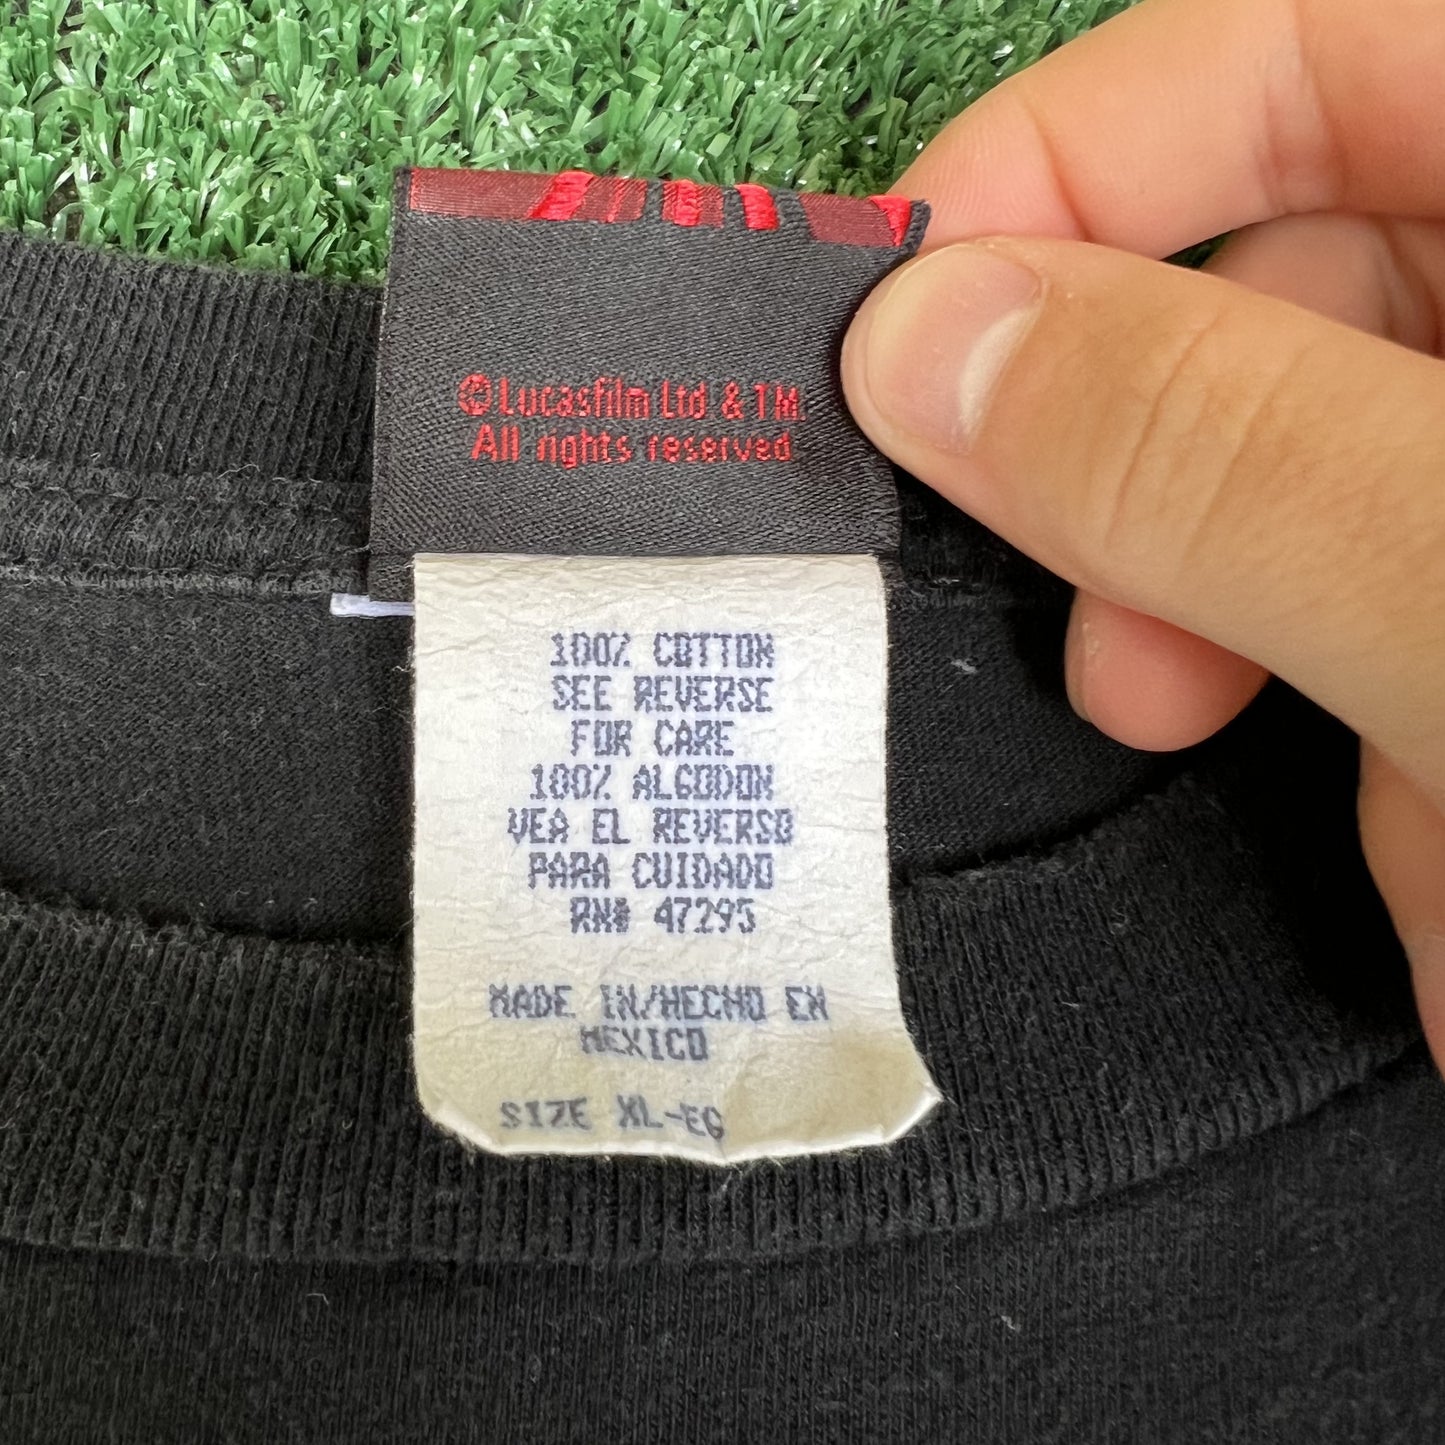 ©Lucasfilm Ltd & TM.
All rights reserved
100% COTTON
SEE REVERSE
FOR CARE
100% ALGODON
VEA EL REVERSO
PARA CUIDADO
RN# 47295
MADE IN/HECHO EN
MEXICO
SIZE XL-EG